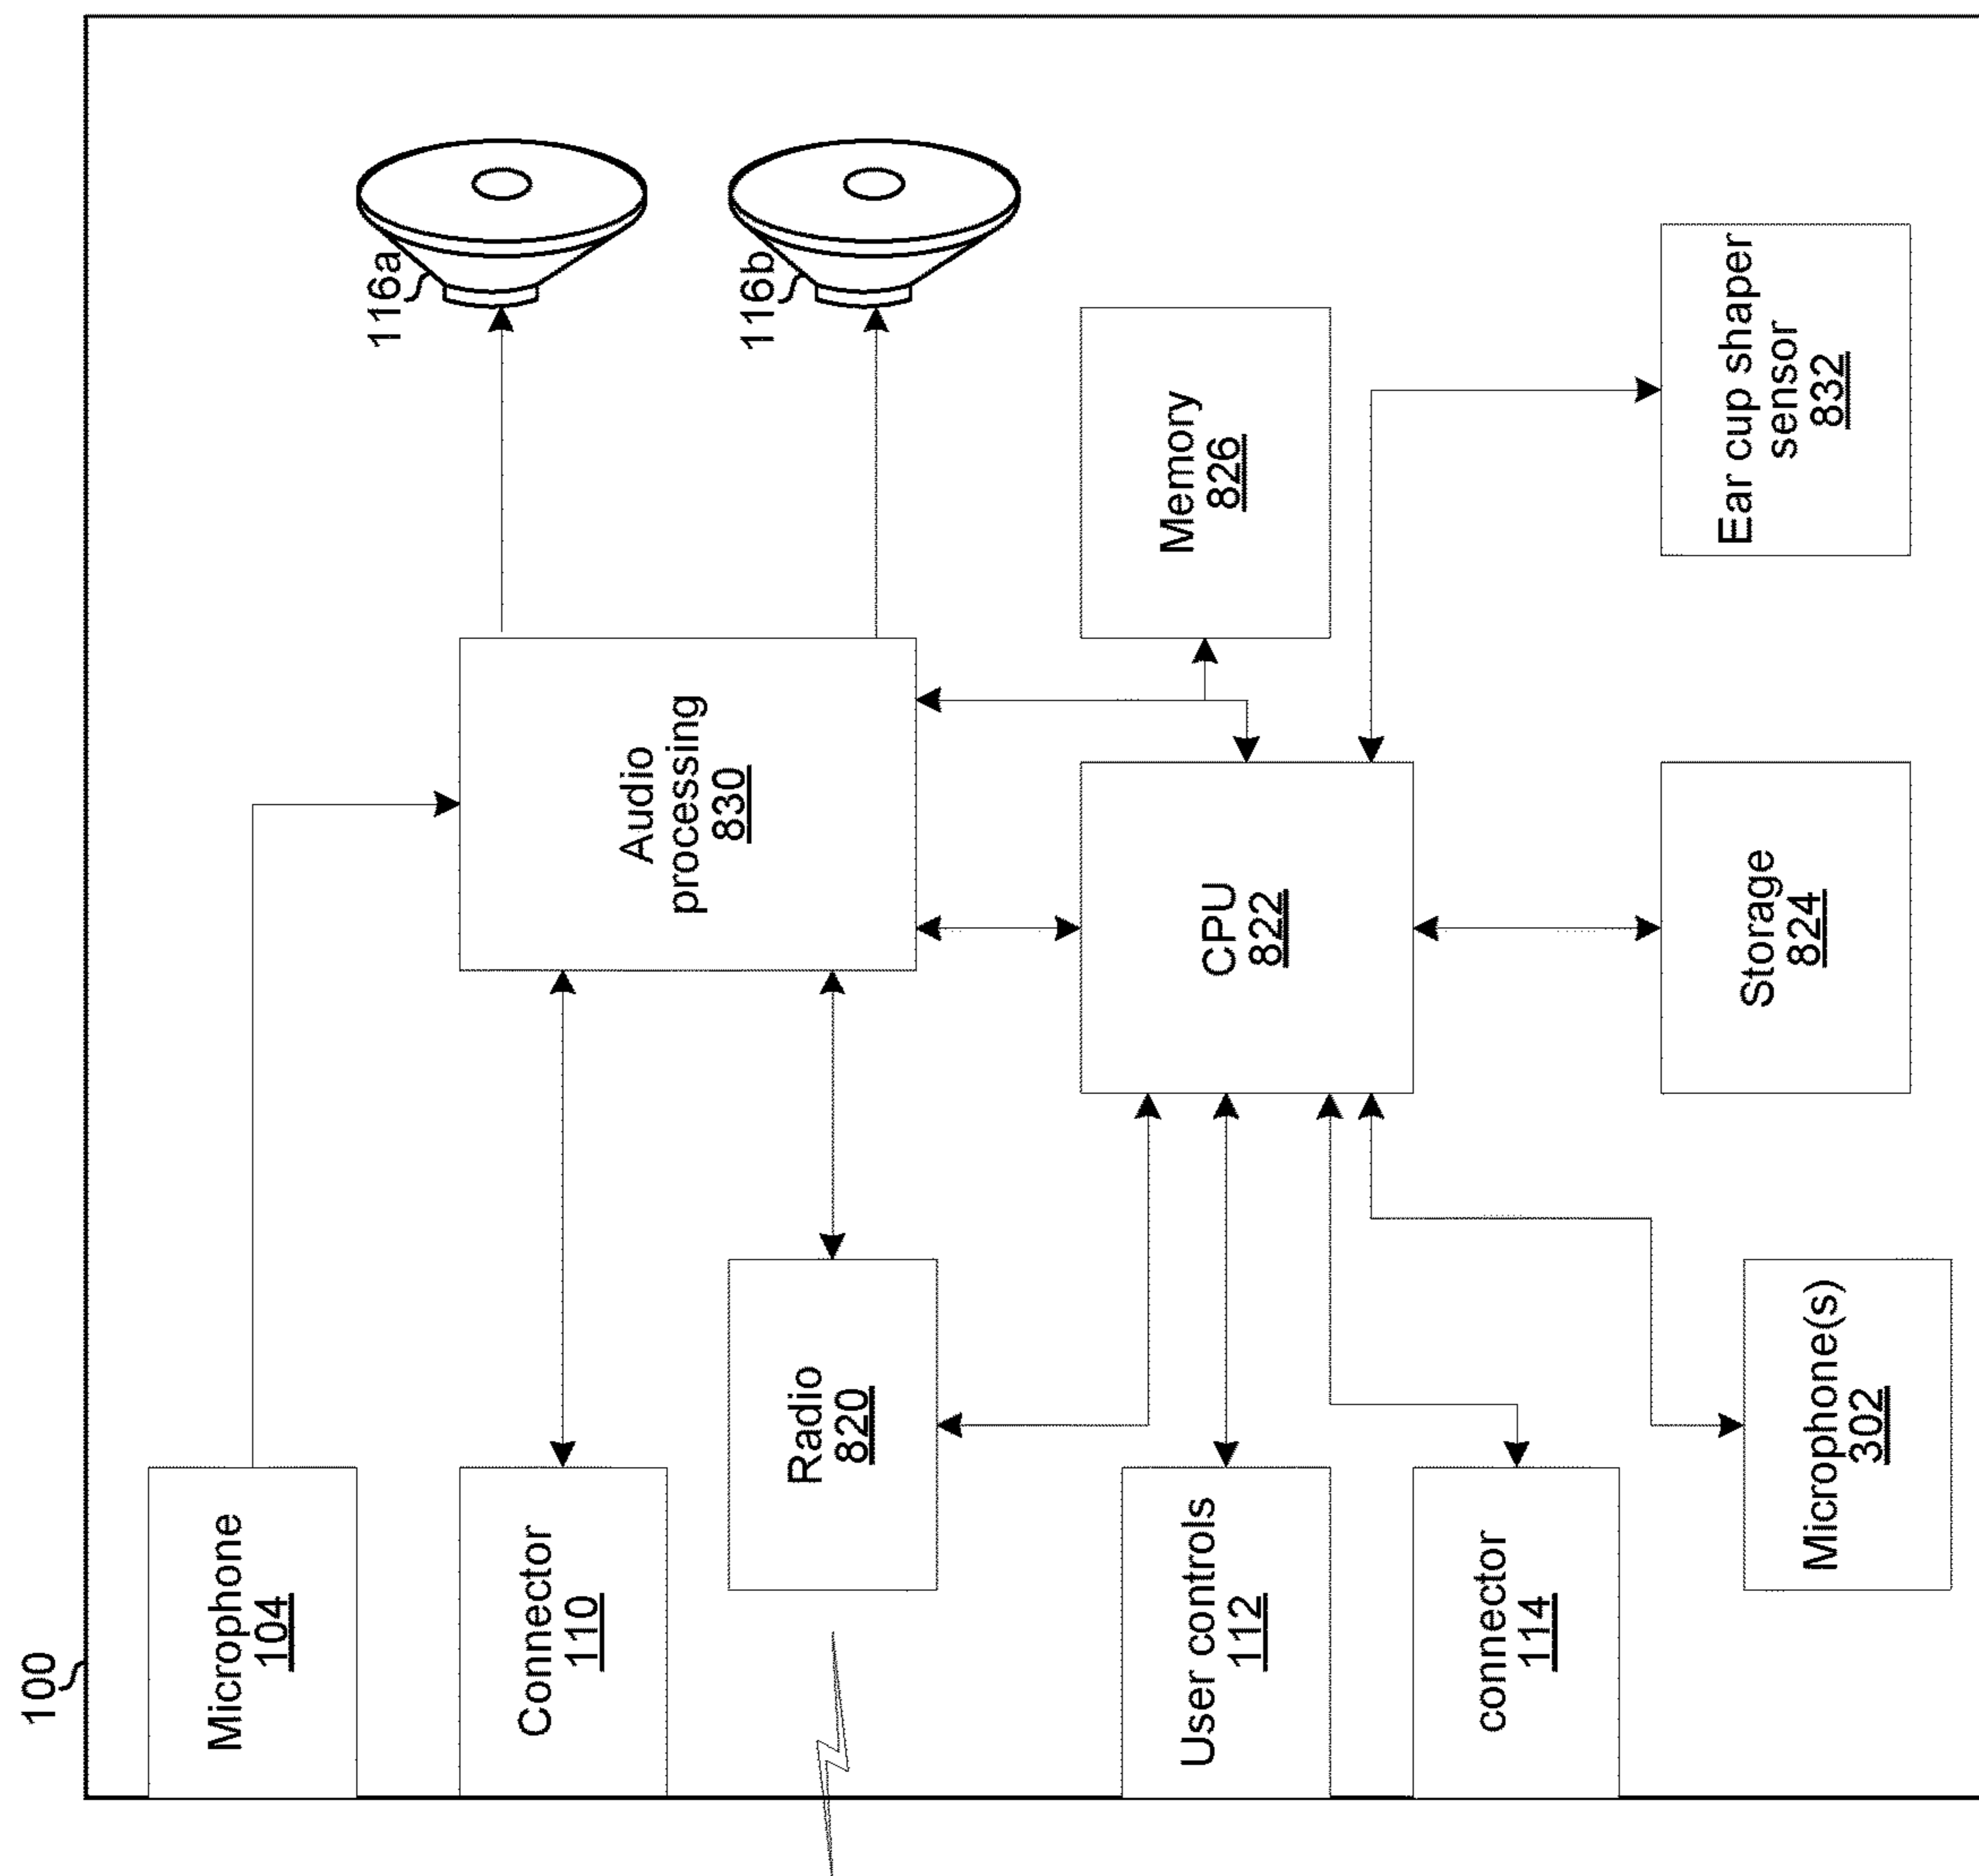 100
Microphone
104
Connector
110
Radio
820
User controls
112
connector
114
Microphone(s)
302
Audio
processing
830
CPU
822
Storage
824
116a
116b
Memory
826
Ear cup shaper
sensor
832